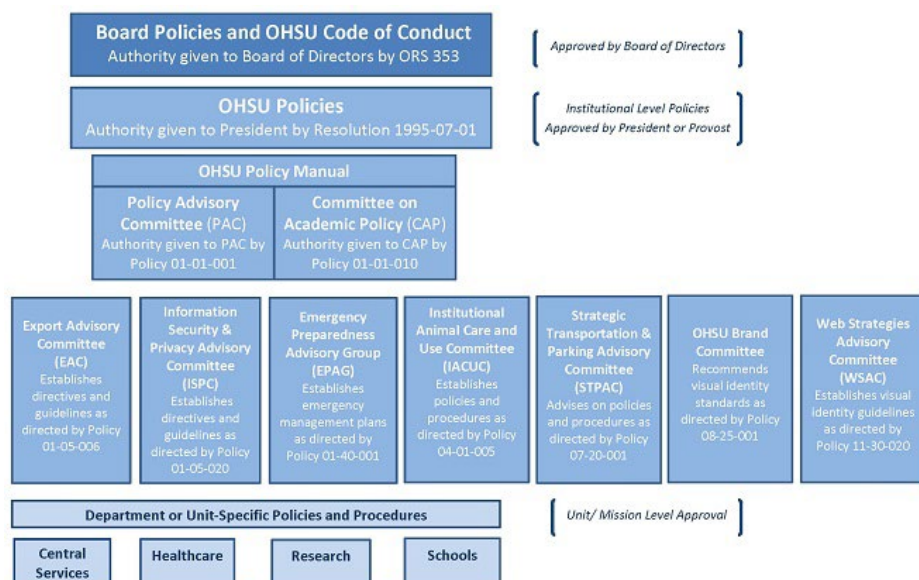 Board Policies and OHSU Code of Conduct
Authority given to Board of Directors by ORS 353
Approved by Board of Directors
OHSU Policies
Authority given to President by Resolution 1995-07-01
Institutional Level Policies
Approved by President or Provost
OHSU Policy Manual
Policy Advisory
Committee (PAC)
Authority given to PAC by
Policy 01-01-001
Committee on
Academic Policy (CAP)
Authority given to CAP by
Policy 01-01-010
Export Advisory
Committee
(EAC)
Establishes
directives and
guidelines as
directed by Policy
01-05-006
Information
Security &
Privacy Advisory
Committee
(ISPC)
Establishes
directives and
guidelines as
directed by Policy
01-05-020
Emergency
Preparedness
Advisory Group
(EPAG)
Establishes
emergency
management plans
as directed by
Policy 01-40-001
Institutional
Animal Care and
Use Committee
(IACUC)
Establishes
policies and
procedures as
directed by Policy
04-01-005
Strategic
Transportation &
Parking Advisory
Committee
(STPAC)
Advises on policies
and procedures as
directed by Policy
07-20-001
OHSU Brand
Committee
Recommends
visual identity
standards as
directed by Policy
08-25-001
Web Strategies
Advisory
Committee
(WSAC)
Establishes visual
identity guidelines
as directed by
Policy 11-30-020
Department or Unit-Specific Policies and Procedures
Unit/ Mission Level Approval
Central
Services
Healthcare
Research
Schools